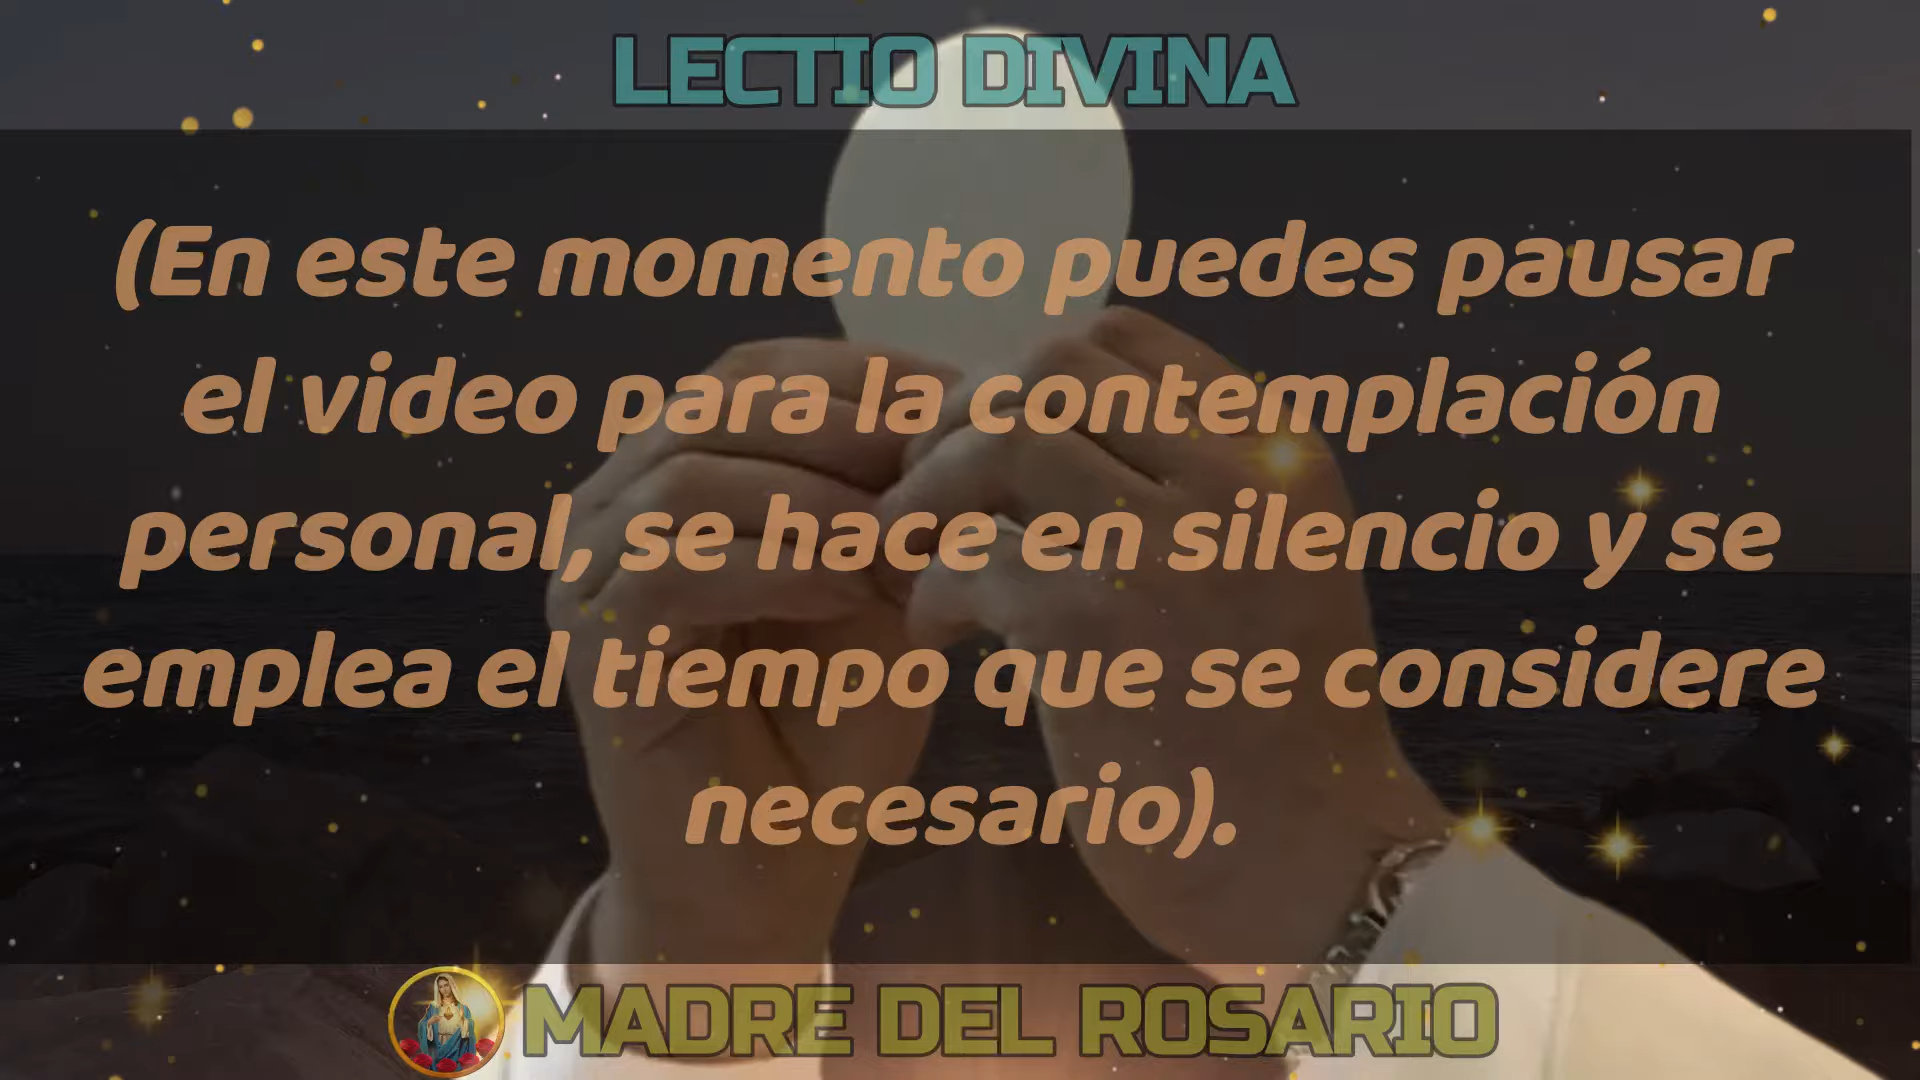 LECTIO DIVINA
(En este momento puedes pausar
el video para la contemplación
personal, se hace en silencio y se
emplea el tiempo que se considere
necesario).
MADRE DEL ROSARIO